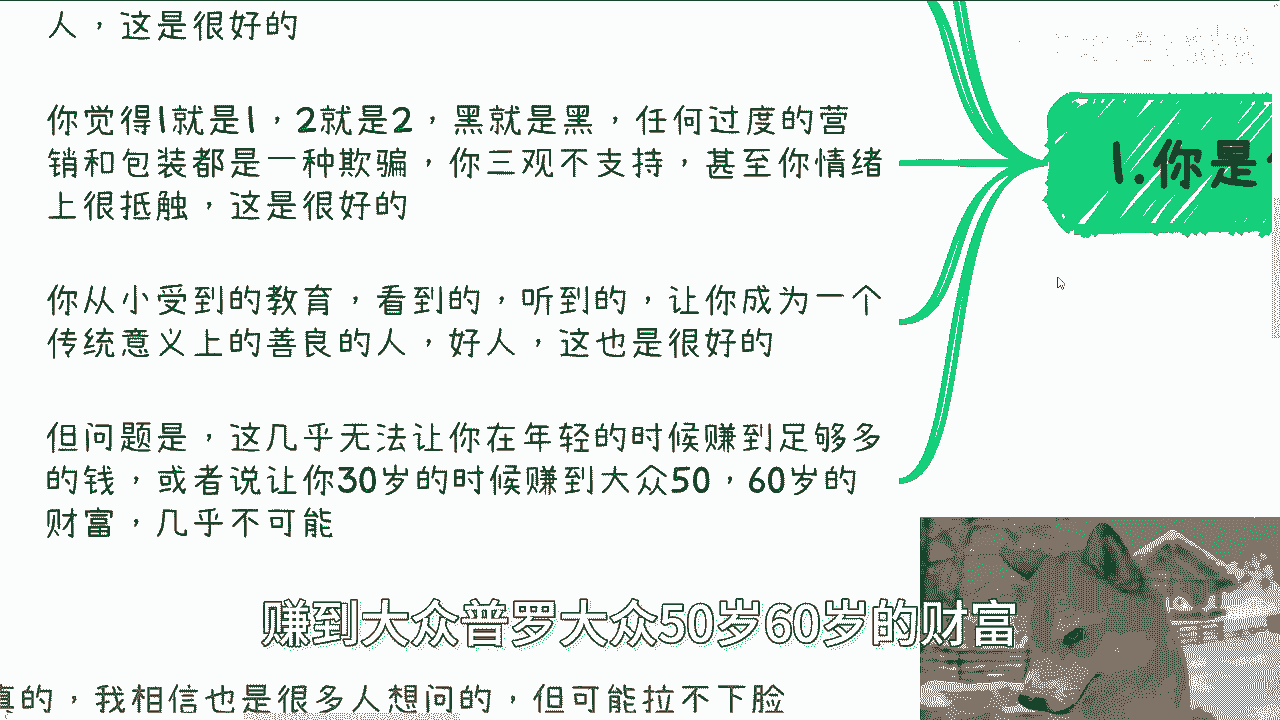 人，这是很好的
你觉得1就是1，2就是2，黑就是黑，任何过度的营
销和包装都是一种欺骗，你三观不支持，甚至你情绪
上很抵触，这是很好的
1.你是
你从小受到的教育，看到的，听到的，让你成为一个
传统意义上的善良的人，好人，这也是很好的
但问题是，这几乎无法让你在年轻的时候赚到足够多
的钱，或者说让你30岁的时候赚到大众50，60岁的
财富，几乎不可能
赚到大众普罗大众50岁60岁的财富
真的，我相信也是很多人想问的，但可能拉不下脸